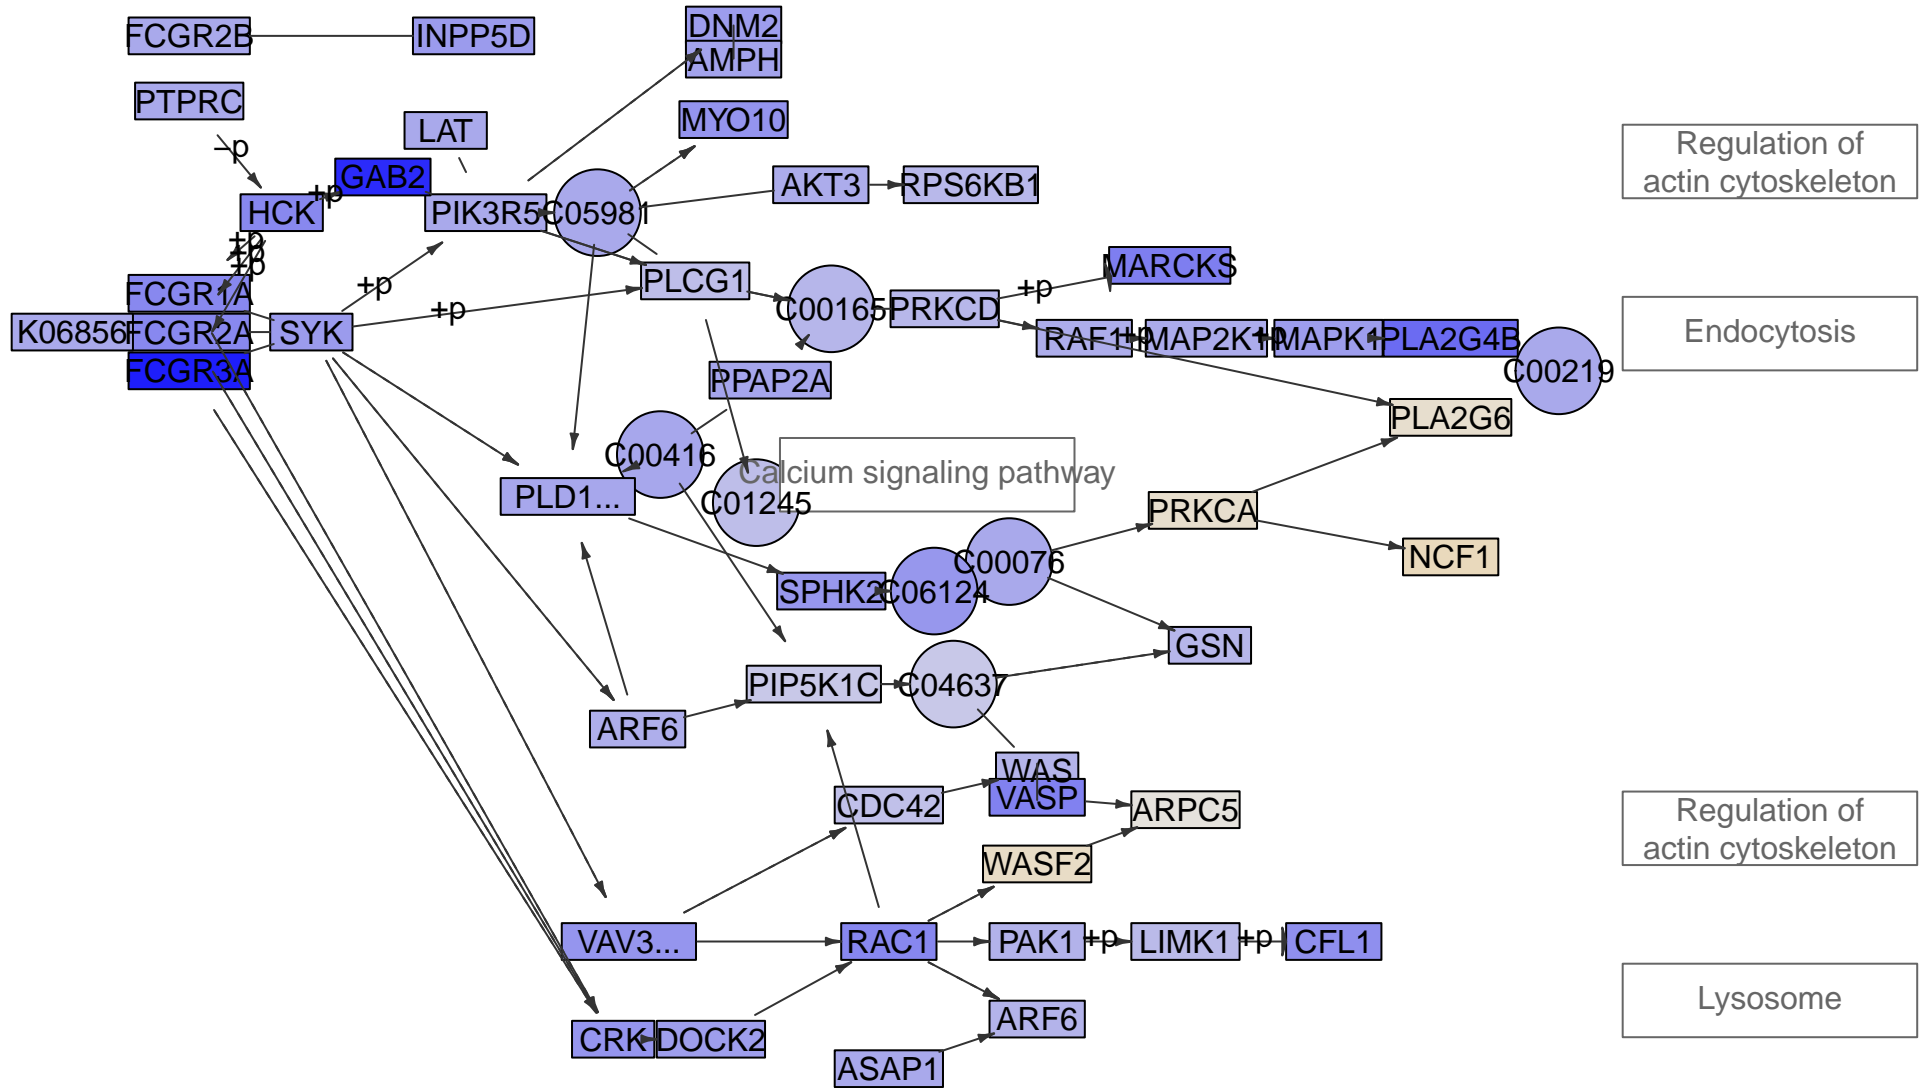 FCGR2B
INPP5D
DNM2
AMPH
PTPRC
LAT
MYO10
Regulation of
actin cytoskeleton
–p
GAB2
+p
AKT3
RPS6KB1
HCK
PIK3R5
C05981
+p
+p
+p
MARCKS
PLCG1
FCGR1A
+p
+p
+p
C00165
PRKCD
K06856
FCGR2A
SYK
RAF1
+p
MAP2K1
+p
MAPK1
PLA2G4B
Endocytosis
FCGR3A
PPAP2A
C00219
PLA2G6
C00416
Calcium signaling pathway
PLD1...
C01245
PRKCA
NCF1
C00076
SPHK2
C06124
GSN
PIP5K1C
C04637
ARF6
WAS
VASP
CDC42
ARPC5
Regulation of
actin cytoskeleton
WASF2
VAV3...
RAC1
PAK1
+p
LIMK1
+p
CFL1
Lysosome
ARF6
CRK
DOCK2
ASAP1